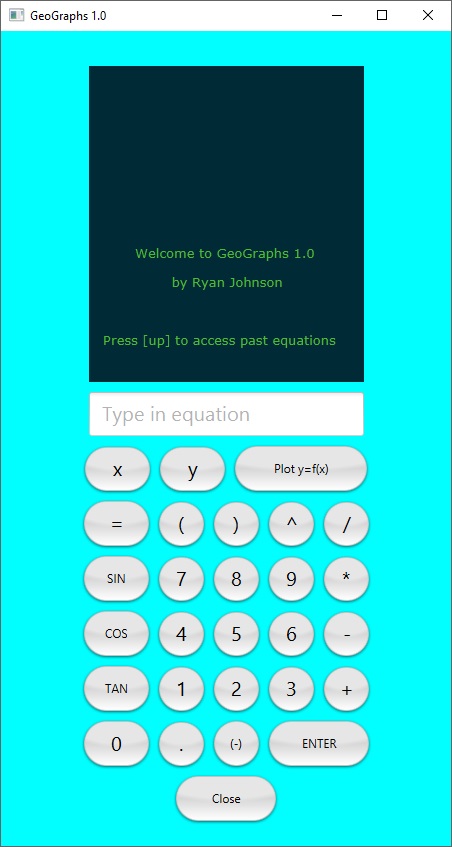 GeoGraphs 1.0
Welcome to GeoGraphs 1.0
by Ryan Johnson
Press [up] to access past equations
Type in equation
x y Plot y=f(x)
= ( ) ^ /
SIN 7 8 9 *
COS 4 5 6 -
TAN 1 2 3 +
0 . (-) ENTER
Close